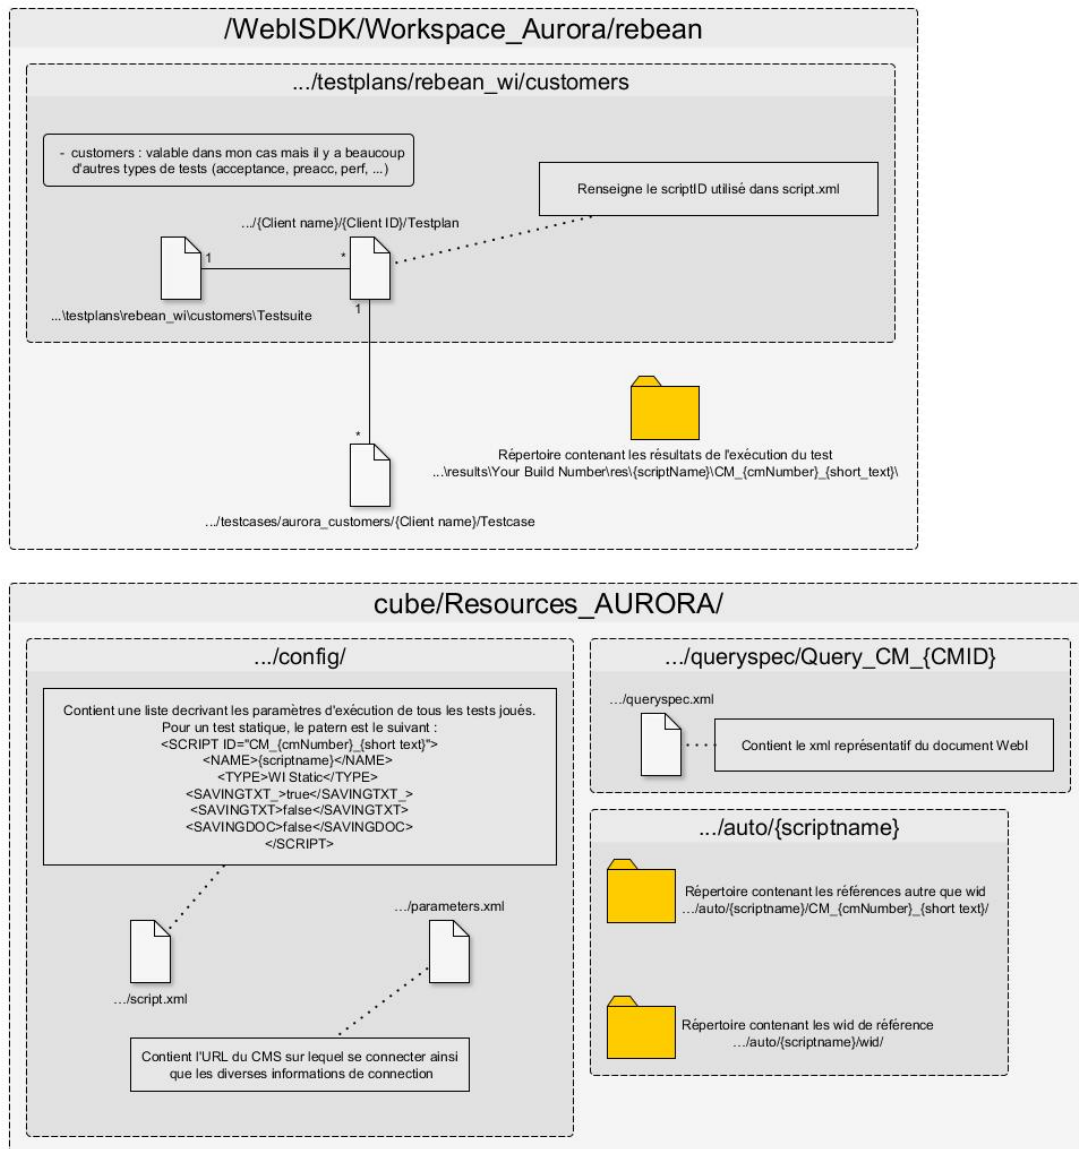 /WebISDK/Workspace_Aurora/rebean
.../testplans/rebean_wi/customers
- customers : valable dans mon cas mais il y a beaucoup
d'autres types de tests (acceptance, preacc, perf, ...)
Renseigne le scriptID utilisé dans script.xml
.../{Client name}/{Client ID}/Testplan
1
*
...\testplans\rebean_wi\customers\Testsuite
1
*
.../testcases/aurora_customers/{Client name}/Testcase
Répertoire contenant les résultats de l'exécution du test
...\results\Your Build Number\res\{scriptName}\CM_{cmNumber}_{short_text}\
cube/Resources_AURORA/
.../config/
Contient une liste decrivant les paramètres d'exécution de tous les tests joués.
Pour un test statique, le patern est le suivant :
<SCRIPT ID="CM_{cmNumber}_{short text}">
<NAME>{scriptname}</NAME>
<TYPE>WI Static</TYPE>
<SAVINGTXT_>true</SAVINGTXT_>
<SAVINGTXT>false</SAVINGTXT>
<SAVINGDOC>false</SAVINGDOC>
</SCRIPT>
.../script.xml
.../parameters.xml
Contient l'URL du CMS sur lequel se connecter ainsi
que les diverses informations de connection
.../queryspec/Query_CM_{CMID}
.../queryspec.xml
Contient le xml représentatif du document WebI
.../auto/{scriptname}
Répertoire contenant les références autre que wid
.../auto/{scriptname}/CM_{cmNumber}_{short text}/
Répertoire contenant les wid de référence
.../auto/{scriptname}/wid/